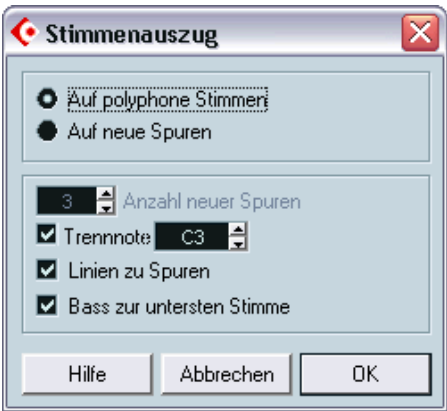 Stimmenauszug
Auf polyphone Stimmen
Auf neue Spuren
3 Anzahl neuer Spuren
Trennnote C3
Linien zu Spuren
Bass zur untersten Stimme
Hilfe Abbrechen OK